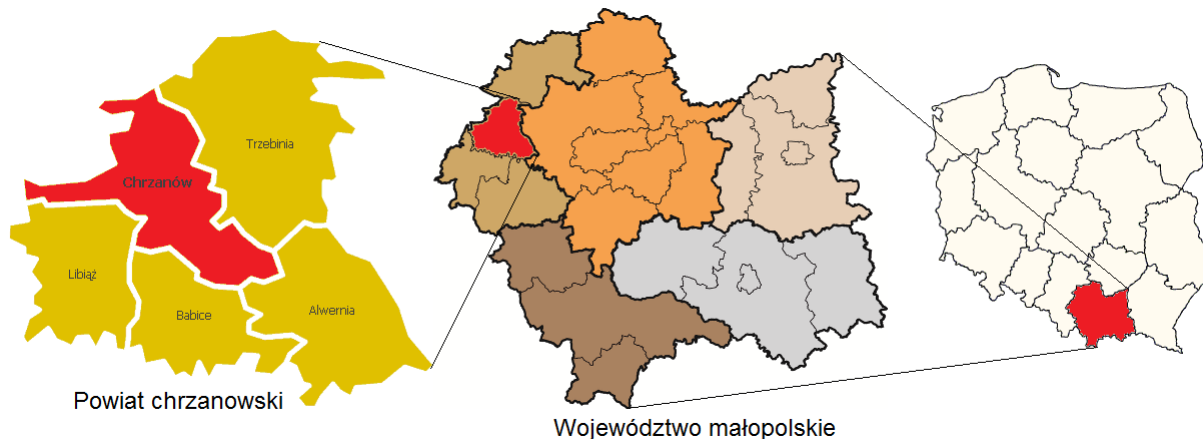 Trzebinia
Chrzanów
Libiąż
Babice
Alwernia
Powiat chrzanowski
Województwo małopolskie